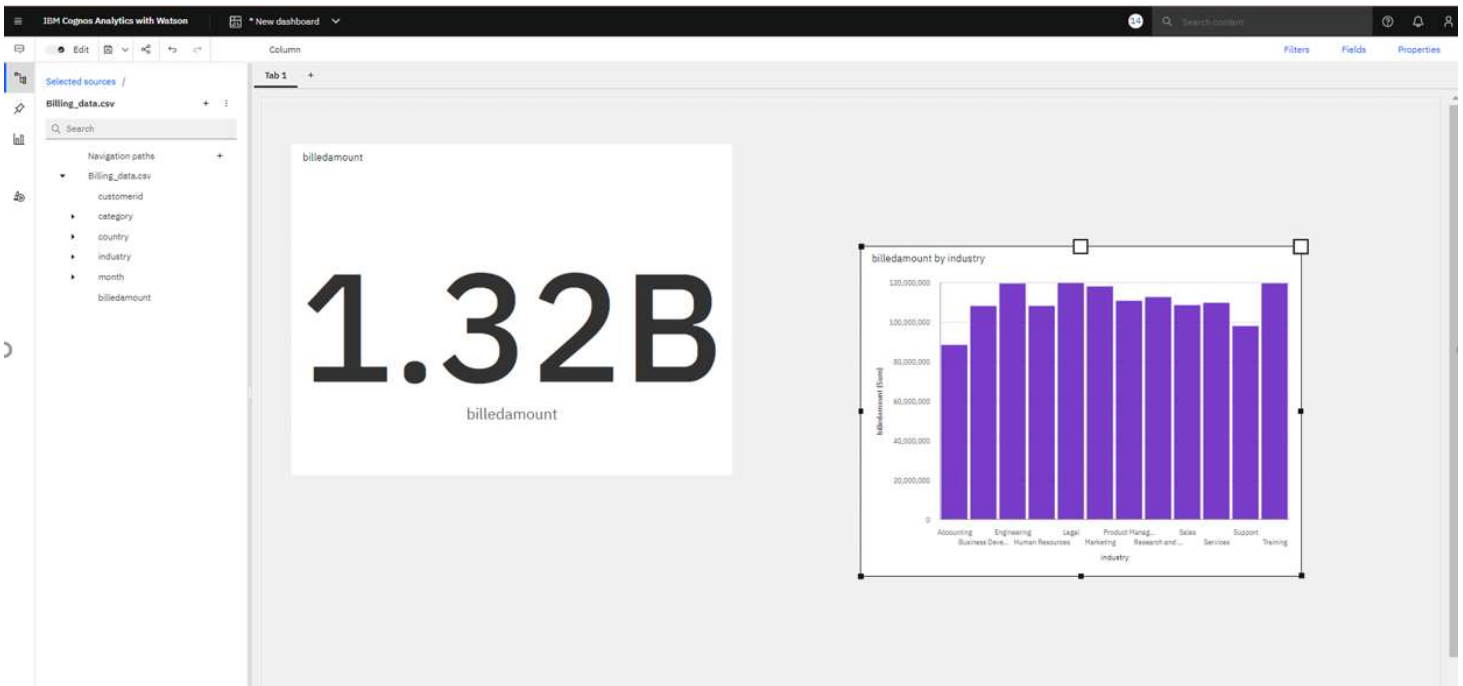 IBM Cognos Analytics with Watson
* New dashboard
14
Search content
Edit
Column
Filters
Fields
Properties
Selected sources /
Billing_data.csv
Search
Navigation paths
Billing_data.csv
customerid
category
country
industry
month
billedamount
Tab 1
billedamount
1.32B
billedamount
billedamount by industry
billedamount (Sum)
120,000,000
100,000,000
80,000,000
60,000,000
40,000,000
20,000,000
0
Accounting
Business Deve...
Engineering
Human Resources
Legal
Marketing
Product Manag...
Research and ...
Sales
Services
Support
Training
industry